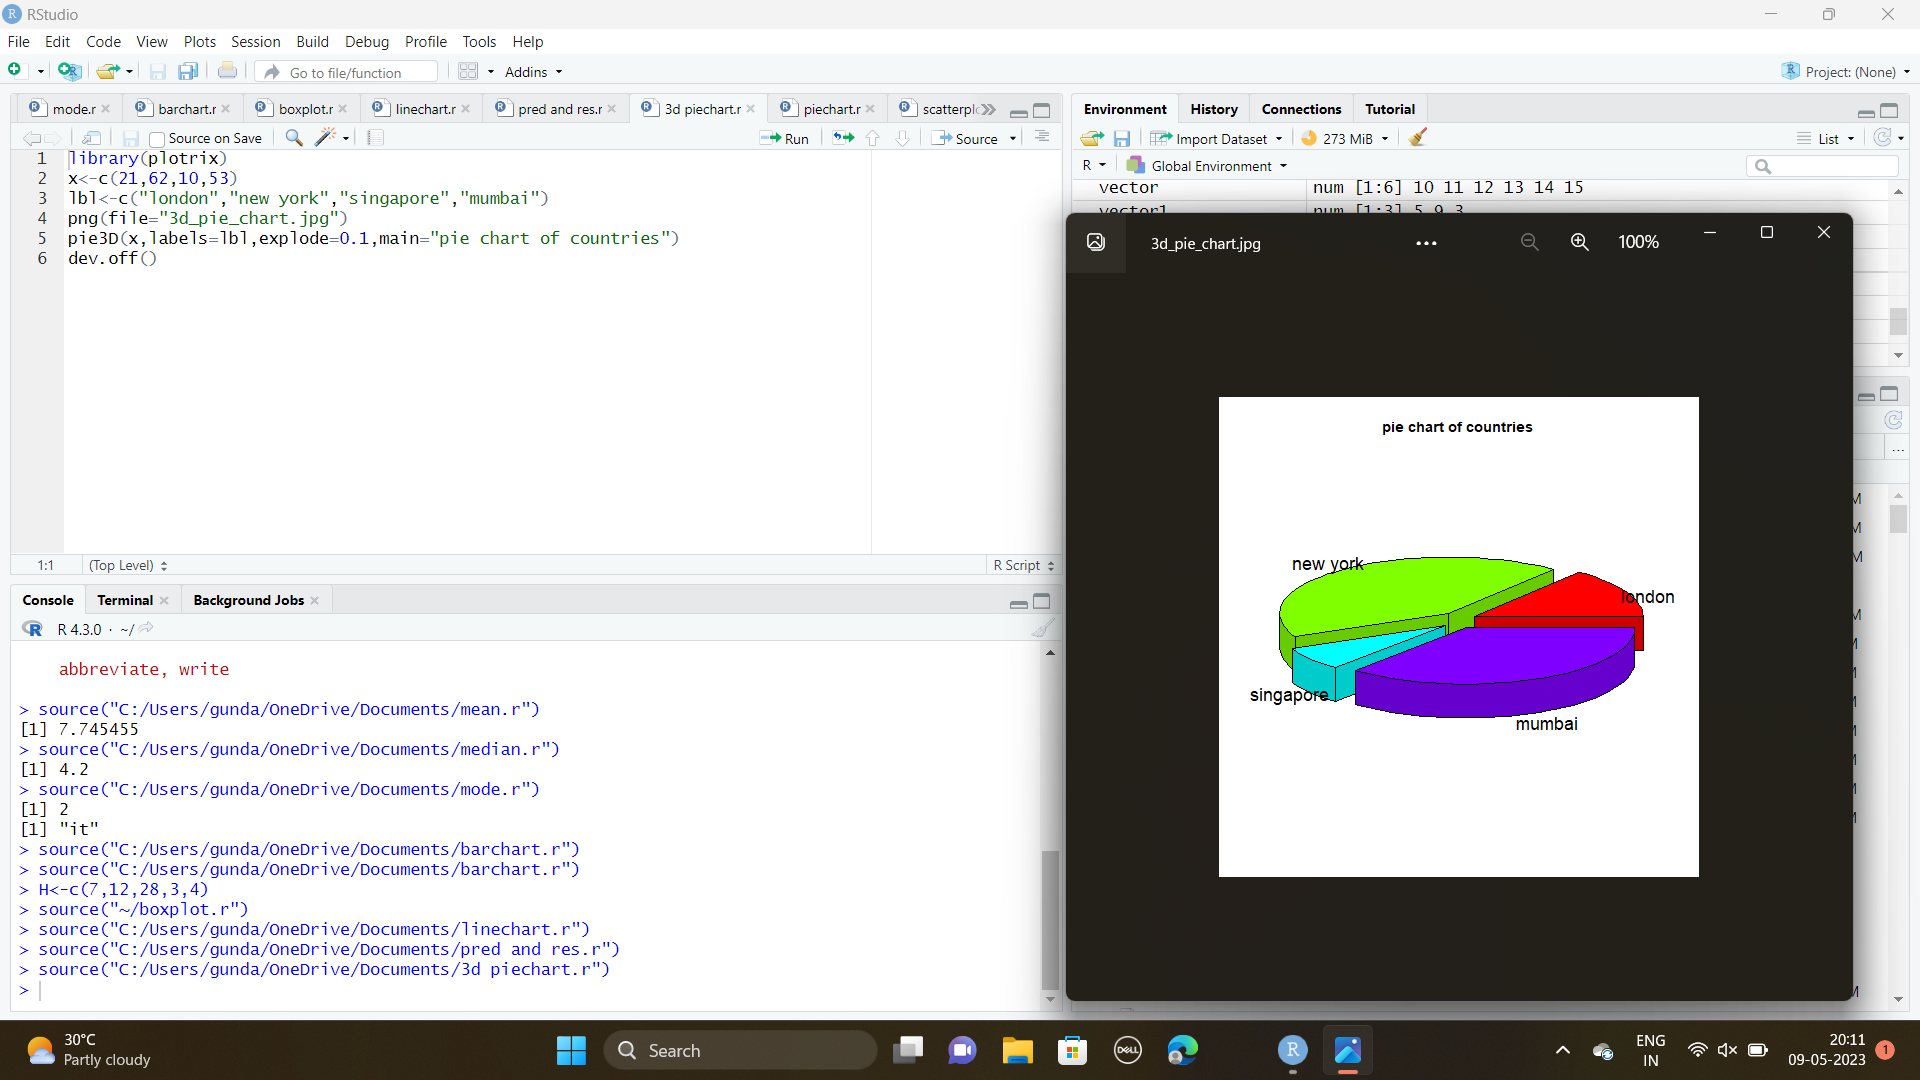 RStudio
File Edit Code View Plots Session Build Debug Profile Tools Help
Go to file/function Addins Project: (None)
mode.r barchart.r boxplot.r linechart.r pred and res.r 3d piechart.r piechart.r
Source on Save Run Source
1 library(plotrix)
2 x<-c(21,62,10,53)
3 lbl<-c("london","new york","singapore","mumbai")
4 png(file="3d_pie_chart.jpg")
5 pie3D(x,labels=lbl,explode=0.1,main="pie chart of countries")
6 dev.off()
1:1 (Top Level) R Script
Console Terminal Background Jobs
R 4.3.0 · ~/
abbreviate, write
> source("C:/Users/gunda/OneDrive/Documents/mean.r")
[1] 7.745455
> source("C:/Users/gunda/OneDrive/Documents/median.r")
[1] 4.2
> source("C:/Users/gunda/OneDrive/Documents/mode.r")
[1] 2
[1] "it"
> source("C:/Users/gunda/OneDrive/Documents/barchart.r")
> source("C:/Users/gunda/OneDrive/Documents/barchart.r")
> H<-c(7,12,28,3,4)
> source("~/boxplot.r")
> source("C:/Users/gunda/OneDrive/Documents/linechart.r")
> source("C:/Users/gunda/OneDrive/Documents/pred and res.r")
> source("C:/Users/gunda/OneDrive/Documents/3d piechart.r")
>
Environment History Connections Tutorial
Import Dataset 273 MiB List
R Global Environment
vector num [1:6] 10 11 12 13 14 15
vector1 num [1:3] 5 9 3
3d_pie_chart.jpg 100%
pie chart of countries
new york
london
singapore
mumbai
30°C
Partly cloudy
Search
DELL
R
ENG
IN
20:11
09-05-2023
1